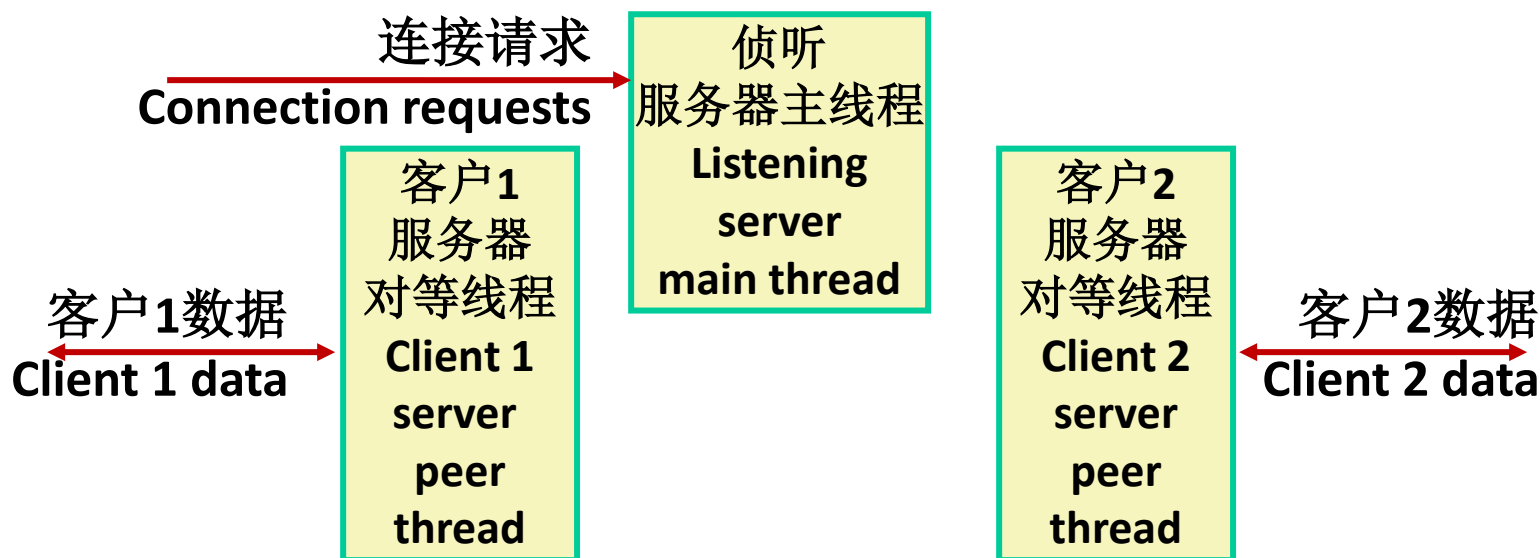 连接请求
Connection requests
侦听
服务器主线程
Listening
server
main thread
客户1数据
Client 1 data
客户1
服务器
对等线程
Client 1
server
peer
thread
客户2
服务器
对等线程
Client 2
server
peer
thread
客户2数据
Client 2 data